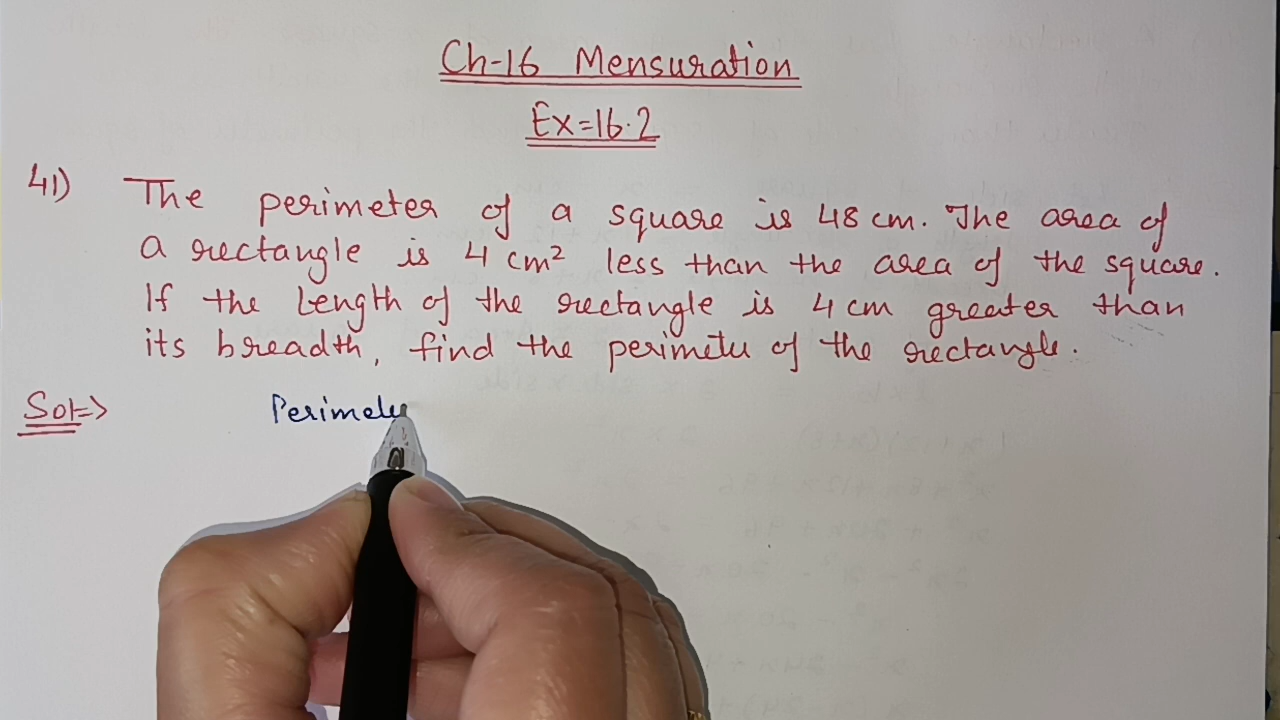 Ch-16 Mensuration
Ex=16.2
41) The perimeter of a square is 48 cm. The area of
a rectangle is 4 cm² less than the area of the square.
If the length of the rectangle is 4 cm greater than
its breadth, find the perimeter of the rectangle.
Sol=> Perimete